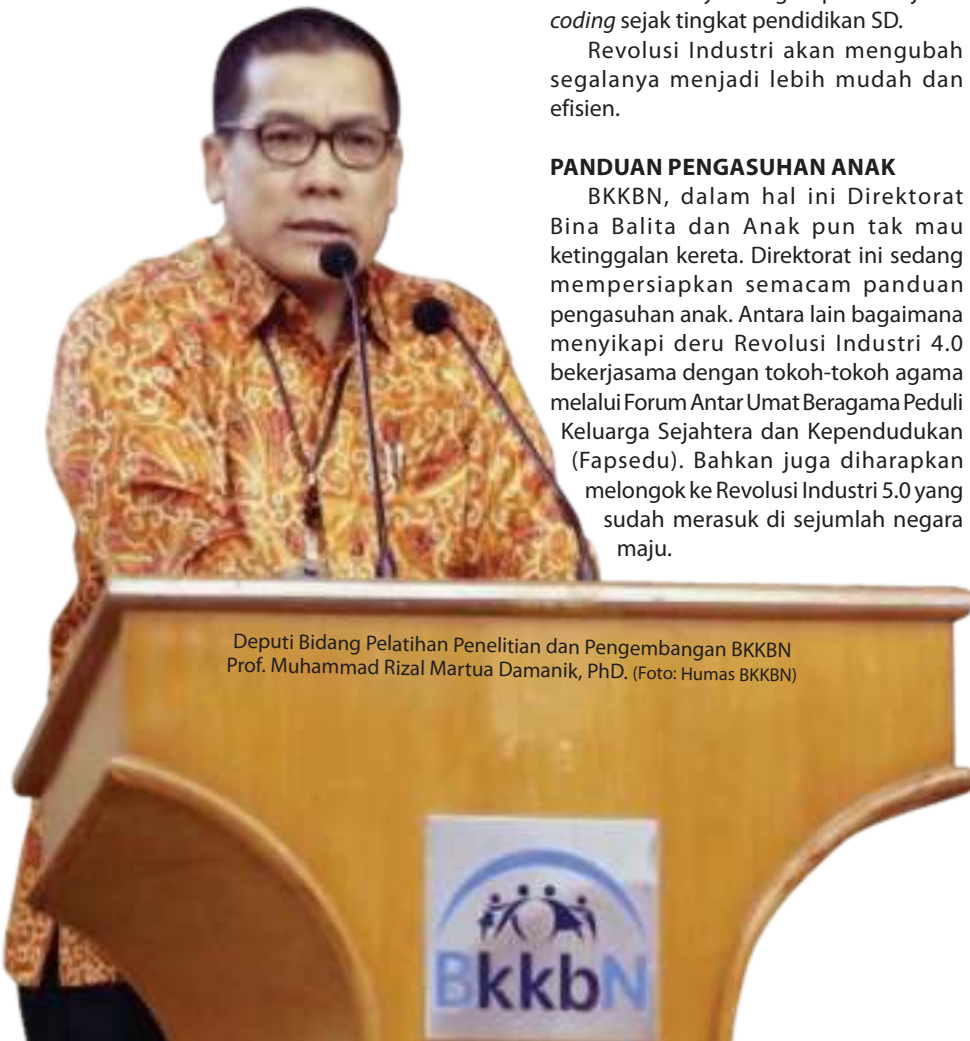 coding sejak tingkat pendidikan SD.
Revolusi Industri akan mengubah
segalanya menjadi lebih mudah dan
efisien.
PANDUAN PENGASUHAN ANAK
BKKBN, dalam hal ini Direktorat
Bina Balita dan Anak pun tak mau
ketinggalan kereta. Direktorat ini sedang
mempersiapkan semacam panduan
pengasuhan anak. Antara lain bagaimana
menyikapi deru Revolusi Industri 4.0
bekerjasama dengan tokoh-tokoh agama
melalui Forum Antar Umat Beragama Peduli
Keluarga Sejahtera dan Kependudukan
(Fapsedu). Bahkan juga diharapkan
melongok ke Revolusi Industri 5.0 yang
sudah merasuk di sejumlah negara
maju.
Deputi Bidang Pelatihan Penelitian dan Pengembangan BKKBN
Prof. Muhammad Rizal Martua Damanik, PhD. (Foto: Humas BKKBN)
BkkbN